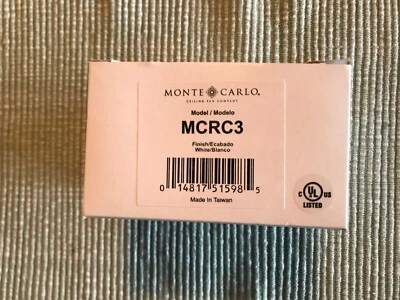 MONTE CARLO.
CEILING FAN COMPANY
Model / Modelo
MCRC3
Finish/Ecabado
White/Blanco
0 14817 51598 5
Made In Taiwan
C UL US
LISTED